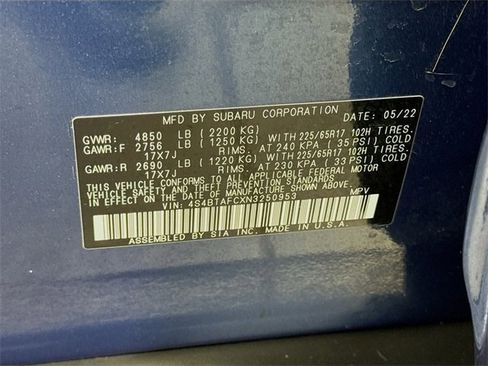 MFD BY SUBARU CORPORATION DATE: 05/22
GVWR: 4850 LB (2200 KG)
GAWR:F 2756 LB (1250 KG) WITH 225/65R17 102H TIRES.
17X7J RIMS. AT 240 KPA (35 PSI) COLD
GAWR:R 2690 LB (1220 KG) WITH 225/65R17 102H TIRES.
17X7J RIMS. AT 230 KPA (33 PSI) COLD
THIS VEHICLE CONFORMS TO ALL APPLICABLE FEDERAL MOTOR
VEHICLE SAFETY STANDARDS IN EFFECT
ON THE DATE OF MANUFACTURE SHOWN ABOVE.
VIN: 4S4BTAFCXN3250953 MPV
ASSEMBLED BY SIA INC. IN U.S.A.